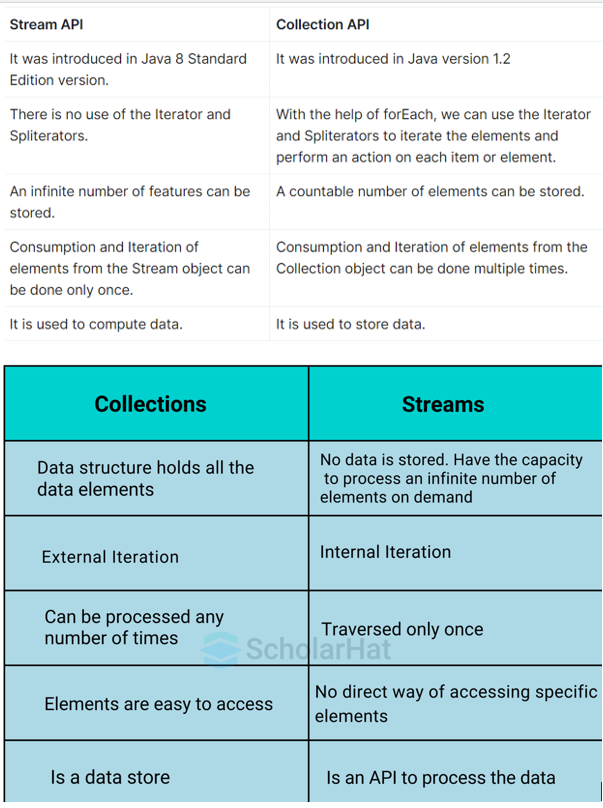 Stream API
Collection API
It was introduced in Java 8 Standard
Edition version.
It was introduced in Java version 1.2
There is no use of the Iterator and
Spliterators.
With the help of forEach, we can use the Iterator
and Spliterators to iterate the elements and
perform an action on each item or element.
An infinite number of features can be
stored.
A countable number of elements can be stored.
Consumption and Iteration of
elements from the Stream object can
be done only once.
Consumption and Iteration of elements from the
Collection object can be done multiple times.
It is used to compute data.
It is used to store data.
Collections
Streams
Data structure holds all the
data elements
No data is stored. Have the capacity
to process an infinite number of
elements on demand
External Iteration
Internal Iteration
Can be processed any
number of times
Traversed only once
ScholarHat
Elements are easy to access
No direct way of accessing specific
elements
Is a data store
Is an API to process the data